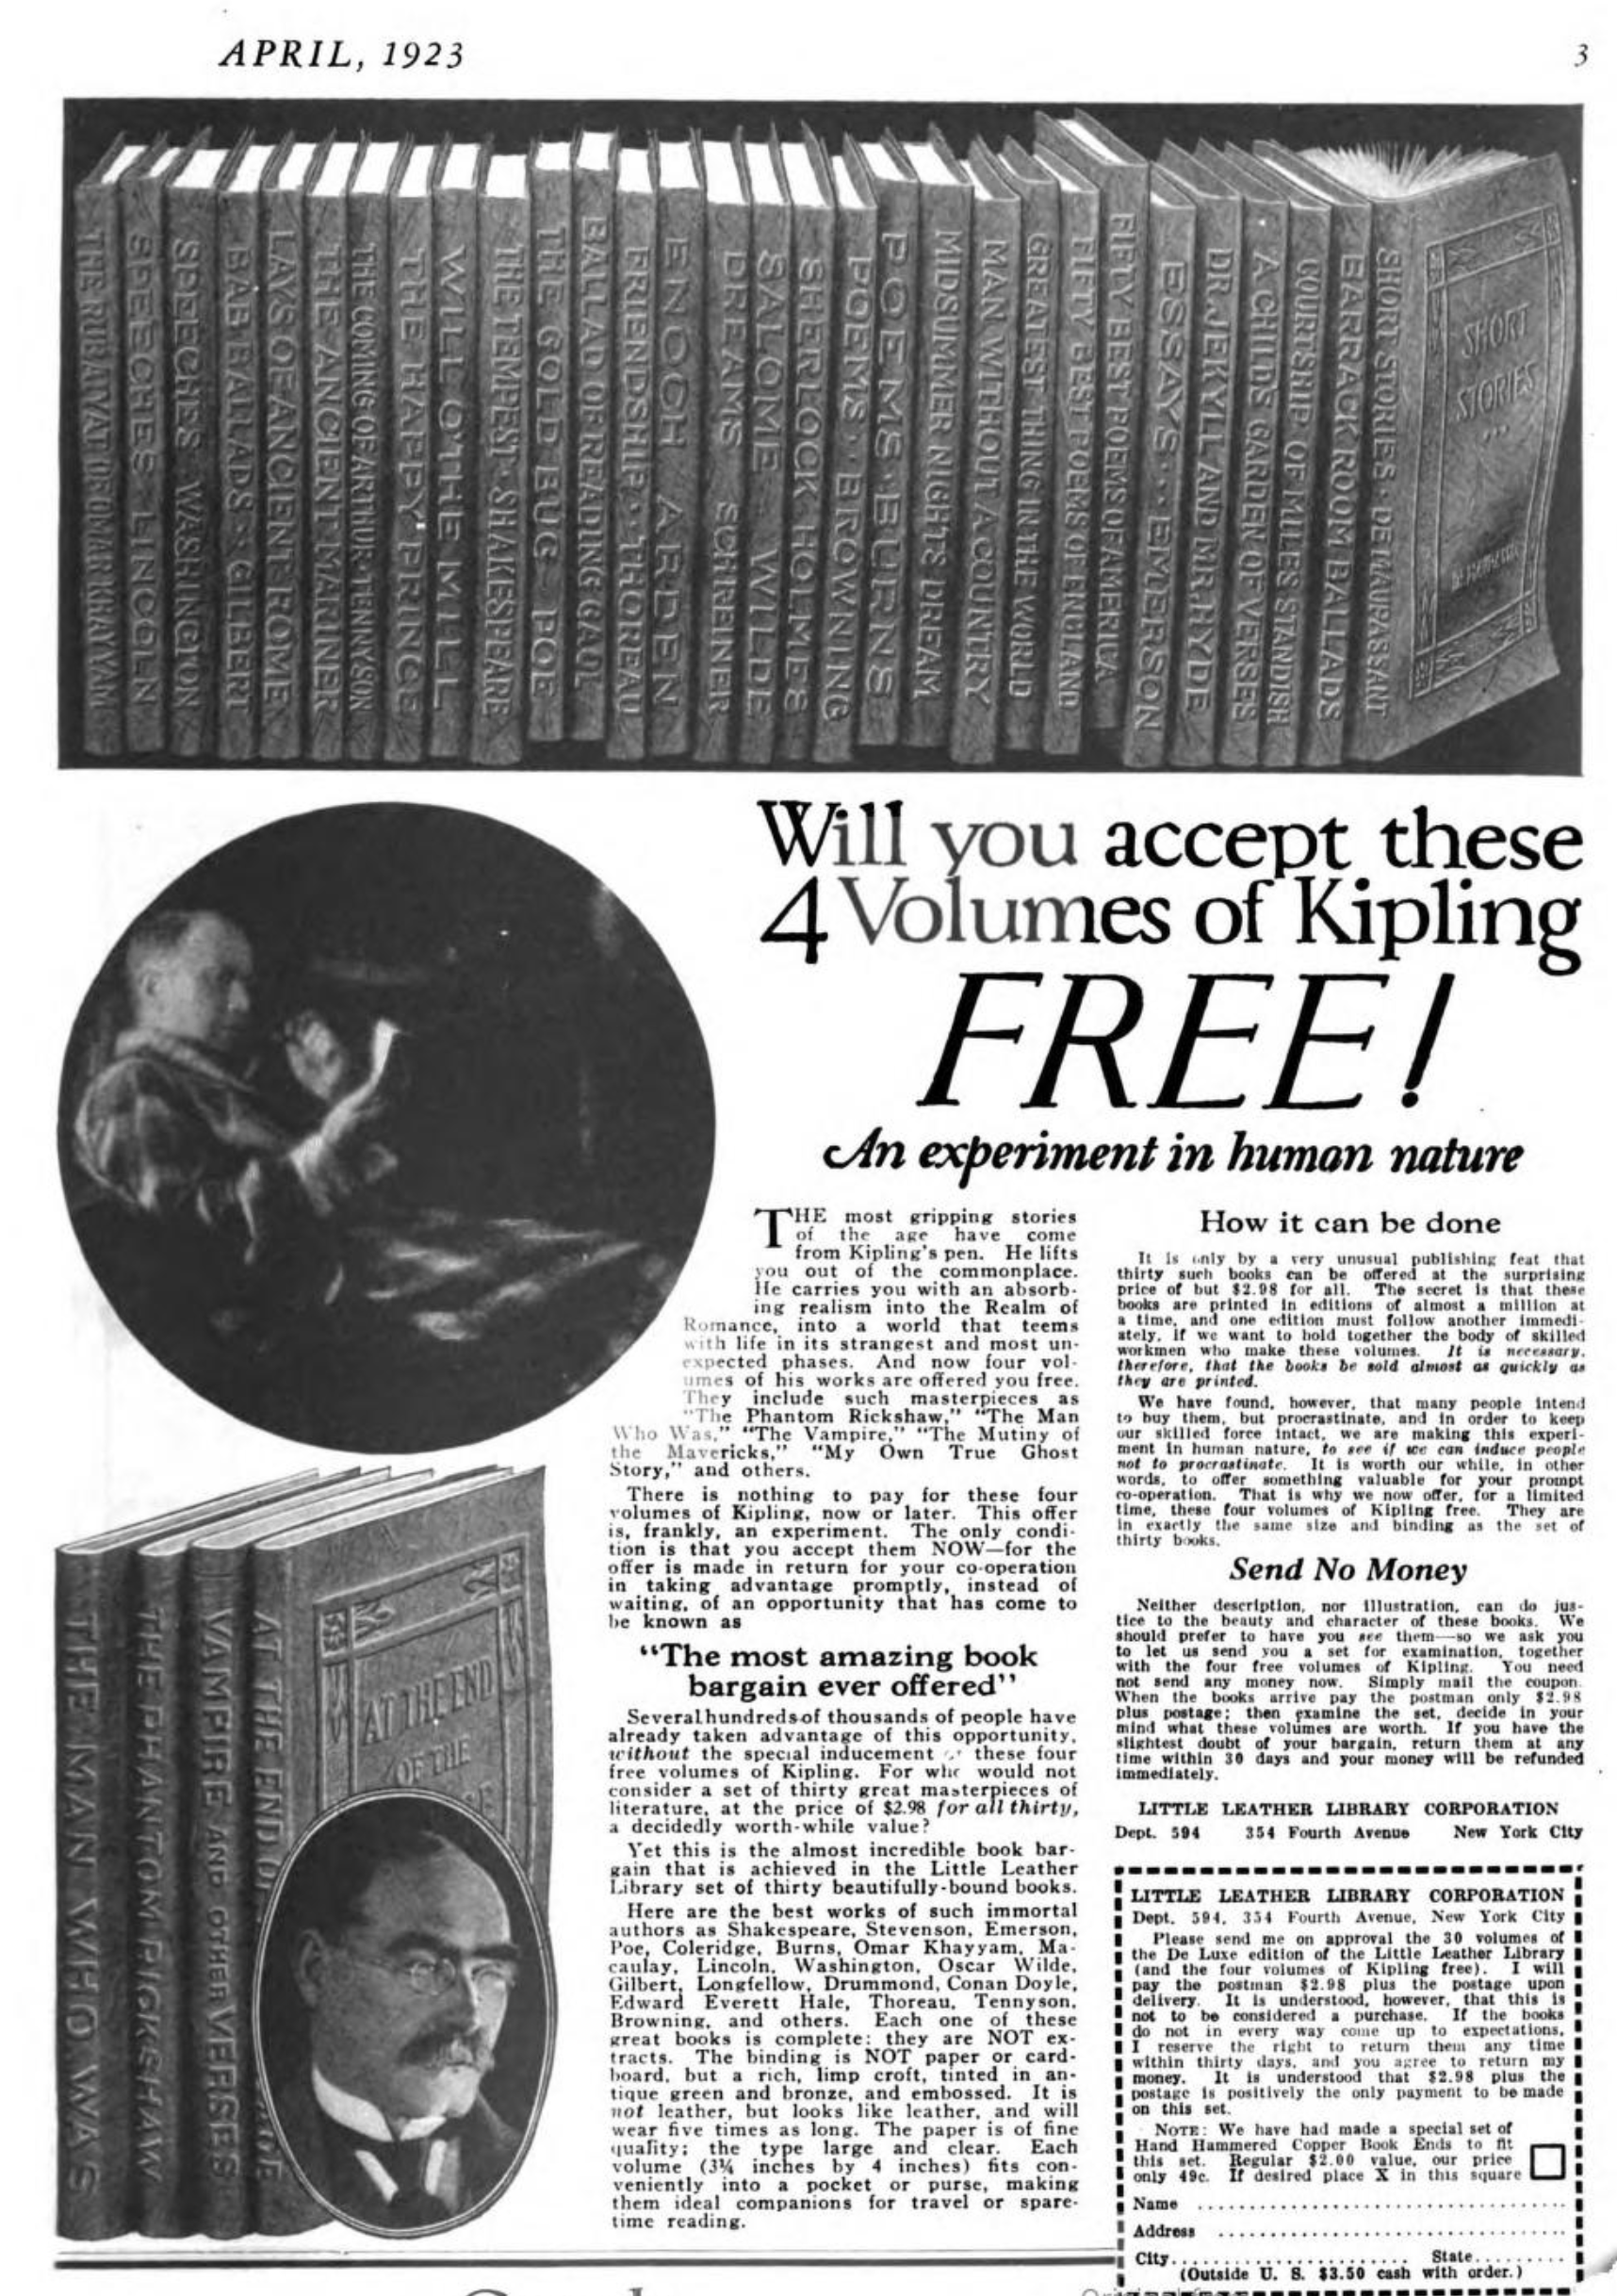 APRIL, 1923
3
THE RUBAIYAT OF OMAR KHAYYAM
SPEECHES · LINCOLN
SPEECHES · WASHINGTON
BAB BALLADS · GILBERT
LAYS OF ANCIENT ROME
THE ANCIENT MARINER
THE COMING OF ARTHUR · TENNYSON
THE HAPPY PRINCE
WILL O'THE MILL
THE TEMPEST · SHAKESPEARE
THE GOLD BUG · POE
BALLAD OF READING GAOL
FRIENDSHIP · THOREAU
ENOCH ARDEN
DREAMS SCHREINER
SALOME WILDE
SHERLOCK HOLMES
POEMS · BROWNING
POEMS · BURNS
MIDSUMMER NIGHTS DREAM
MAN WITHOUT A COUNTRY
GREATEST THING IN THE WORLD
FIFTY BEST POEMS OF ENGLAND
FIFTY BEST POEMS OF AMERICA
ESSAYS · · EMERSON
DR. JEKYLL AND MR. HYDE
A CHILD'S GARDEN OF VERSES
COURTSHIP OF MILES STANDISH
BARRACK ROOM BALLADS
SHORT STORIES · DE MAUPASSANT
SHORT
STORIES
Will you accept these
4 Volumes of Kipling
FREE!
An experiment in human nature
THE most gripping stories
of the age have come
from Kipling's pen. He lifts
you out of the commonplace.
He carries you with an absorb-
ing realism into the Realm of
Romance, into a world that teems
with life in its strangest and most un-
expected phases. And now four vol-
umes of his works are offered you free.
They include such masterpieces as
"The Phantom Rickshaw," "The Man
Who Was," "The Vampire," "The Mutiny of
the Mavericks," "My Own True Ghost
Story," and others.
There is nothing to pay for these four
volumes of Kipling, now or later. This offer
is, frankly, an experiment. The only condi-
tion is that you accept them NOW—for the
offer is made in return for your co-operation
in taking advantage promptly, instead of
waiting, of an opportunity that has come to
be known as
"The most amazing book
bargain ever offered"
Several hundreds of thousands of people have
already taken advantage of this opportunity,
without the special inducement these four
free volumes of Kipling. For who would not
consider a set of thirty great masterpieces of
literature, at the price of $2.98 for all thirty,
a decidedly worth-while value?
Yet this is the almost incredible book bar-
gain that is achieved in the Little Leather
Library set of thirty beautifully-bound books.
Here are the best works of such immortal
authors as Shakespeare, Stevenson, Emerson,
Poe, Coleridge, Burns, Omar Khayyam, Ma-
caulay, Lincoln, Washington, Oscar Wilde,
Gilbert, Longfellow, Drummond, Conan Doyle,
Edward Everett Hale, Thoreau, Tennyson,
Browning, and others. Each one of these
great books is complete: they are NOT ex-
tracts. The binding is NOT paper or card-
board, but a rich, limp croft, tinted in an-
tique green and bronze, and embossed. It is
not leather, but looks like leather, and will
wear five times as long. The paper is of fine
quality; the type large and clear. Each
volume (3¼ inches by 4 inches) fits con-
veniently into a pocket or purse, making
them ideal companions for travel or spare-
time reading.
How it can be done
It is only by a very unusual publishing feat that
thirty such books can be offered at the surprising
price of but $2.98 for all. The secret is that these
books are printed in editions of almost a million at
a time, and one edition must follow another immedi-
ately, if we want to hold together the body of skilled
workmen who make these volumes. It is necessary,
therefore, that the books be sold almost as quickly as
they are printed.
We have found, however, that many people intend
to buy them, but procrastinate, and in order to keep
our skilled force intact, we are making this experi-
ment in human nature, to see if we can induce people
not to procrastinate. It is worth our while, in other
words, to offer something valuable for your prompt
co-operation. That is why we now offer, for a limited
time, these four volumes of Kipling free. They are
in exactly the same size and binding as the set of
thirty books.
Send No Money
Neither description, nor illustration, can do jus-
tice to the beauty and character of these books. We
should prefer to have you see them—so we ask you
to let us send you a set for examination, together
with the four free volumes of Kipling. You need
not send any money now. Simply mail the coupon.
When the books arrive pay the postman only $2.98
plus postage; then examine the set, decide in your
mind what these volumes are worth. If you have the
slightest doubt of your bargain, return them at any
time within 30 days and your money will be refunded
immediately.
LITTLE LEATHER LIBRARY CORPORATION
Dept. 594 354 Fourth Avenue New York City
LITTLE LEATHER LIBRARY CORPORATION
Dept. 594, 354 Fourth Avenue, New York City
Please send me on approval the 30 volumes of
the De Luxe edition of the Little Leather Library
(and the four volumes of Kipling free). I will
pay the postman $2.98 plus the postage upon
delivery. It is understood, however, that this is
not to be considered a purchase. If the books
do not in every way come up to expectations,
I reserve the right to return them any time
within thirty days, and you agree to return my
money. It is understood that $2.98 plus the
postage is positively the only payment to be made
on this set.
NOTE: We have had made a special set of
Hand Hammered Copper Book Ends to fit
this set. Regular $2.00 value, our price
only 49c. If desired place X in this square
Name
Address
City State
(Outside U. S. $3.50 cash with order.)
THE MAN WHO WAS
THE PHANTOM RICKSHAW
VAMPIRE AND OTHER VERSES
AT THE END OF
AT THE END
OF THE